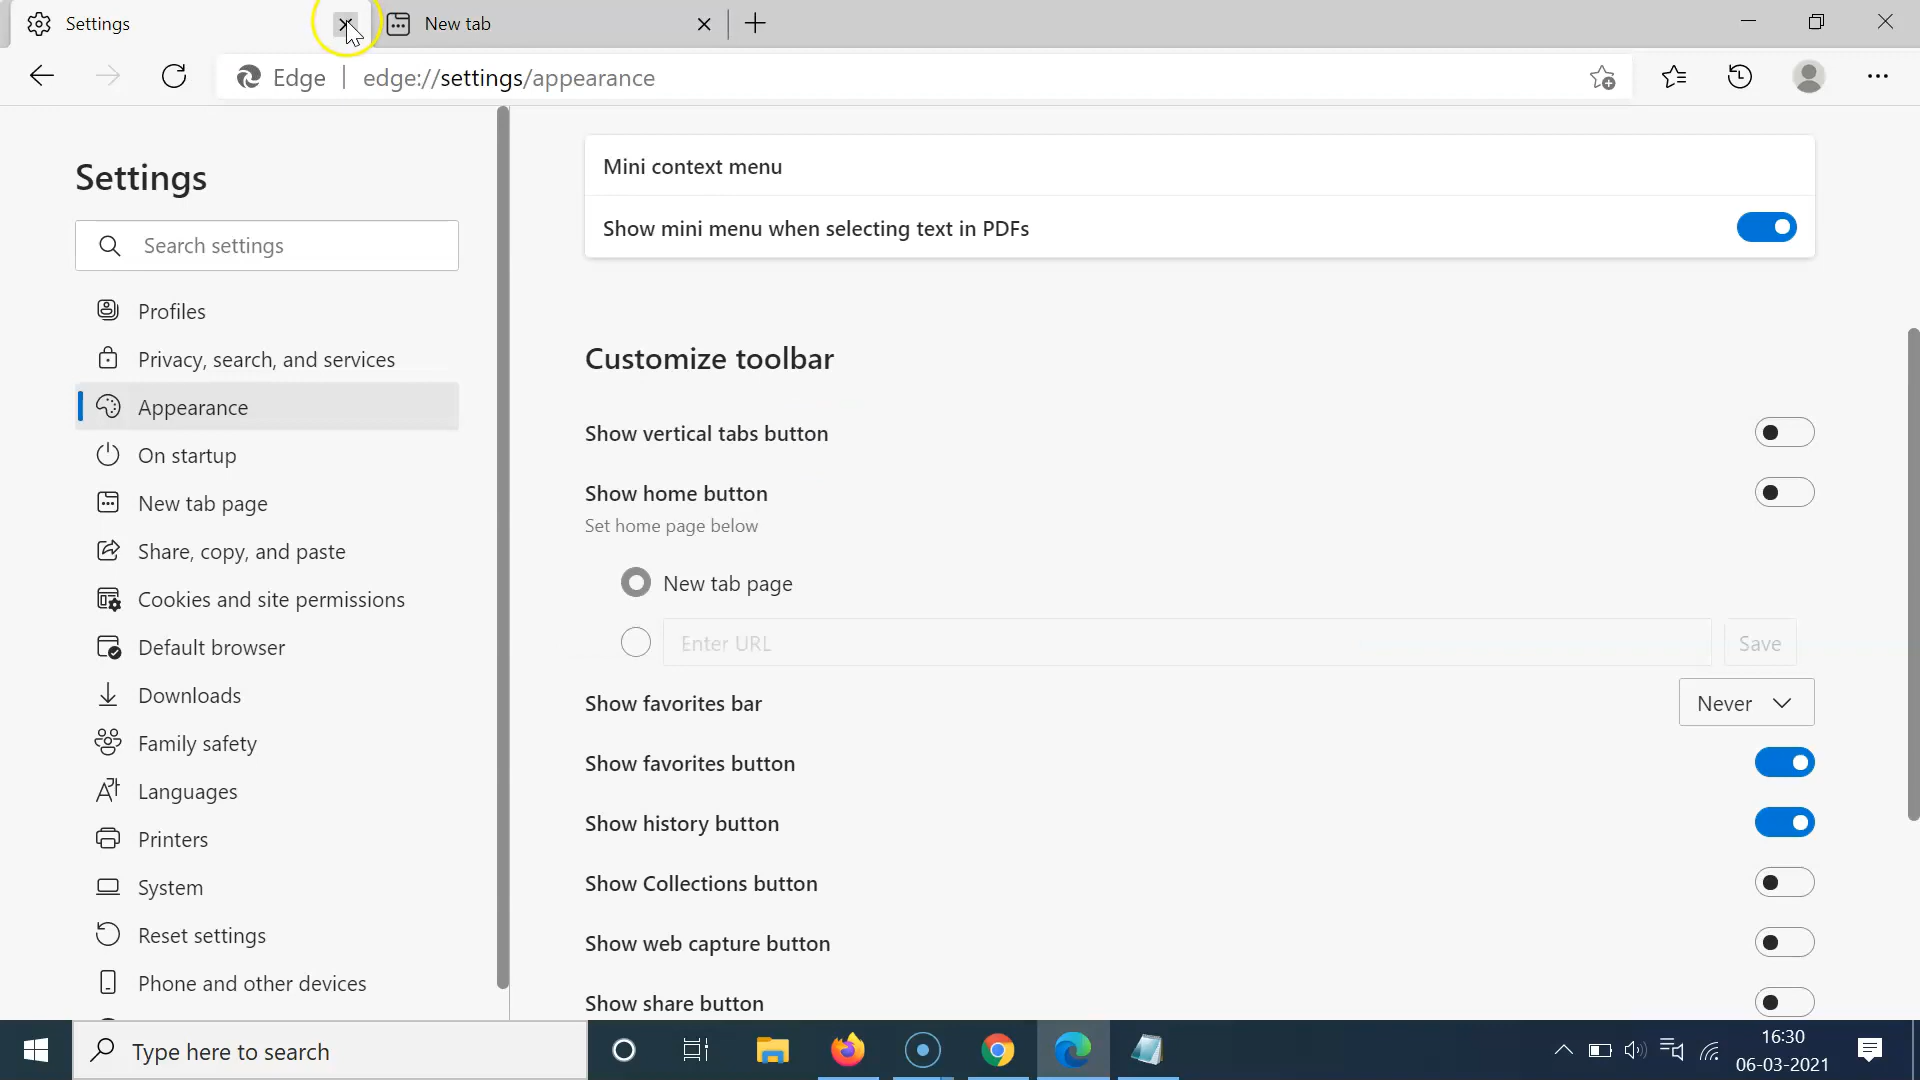 Settings
New tab
Edge
edge://settings/appearance
Settings
Search settings
Profiles
Privacy, search, and services
Appearance
On startup
New tab page
Share, copy, and paste
Cookies and site permissions
Default browser
Downloads
Family safety
Languages
Printers
System
Reset settings
Phone and other devices
Mini context menu
Show mini menu when selecting text in PDFs
Customize toolbar
Show vertical tabs button
Show home button
Set home page below
New tab page
Enter URL
Save
Show favorites bar
Never
Show favorites button
Show history button
Show Collections button
Show web capture button
Show share button
Type here to search
16:30
06-03-2021